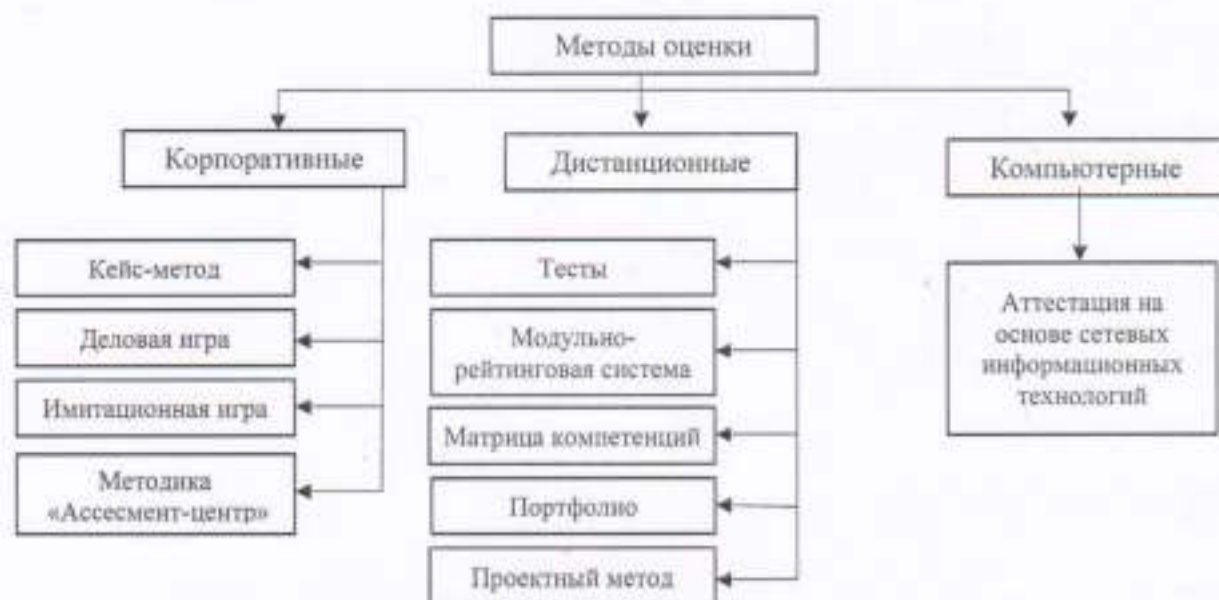 Методы оценки
Корпоративные
Дистанционные
Компьютерные
Кейс-метод
Деловая игра
Имитационная игра
Методика
«Ассесмент-центр»
Тесты
Модульно-
рейтинговая система
Матрица компетенций
Портфолио
Проектный метод
Аттестация на
основе сетевых
информационных
технологий